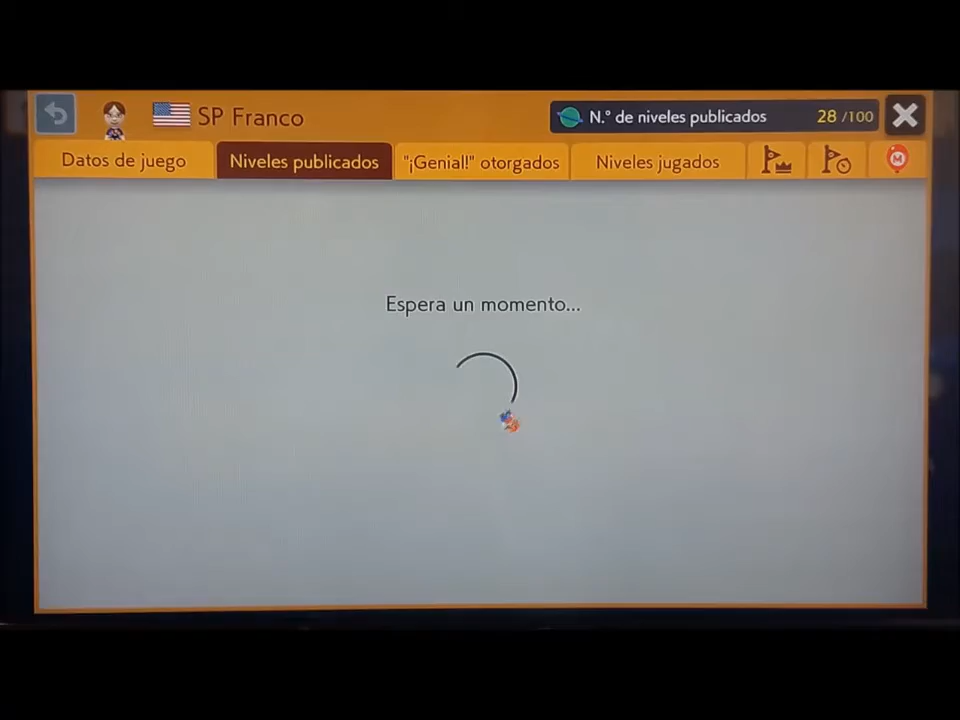 SP Franco
N.° de niveles publicados 28 /100
Datos de juego
Niveles publicados
"¡Genial!" otorgados
Niveles jugados
M
Espera un momento...